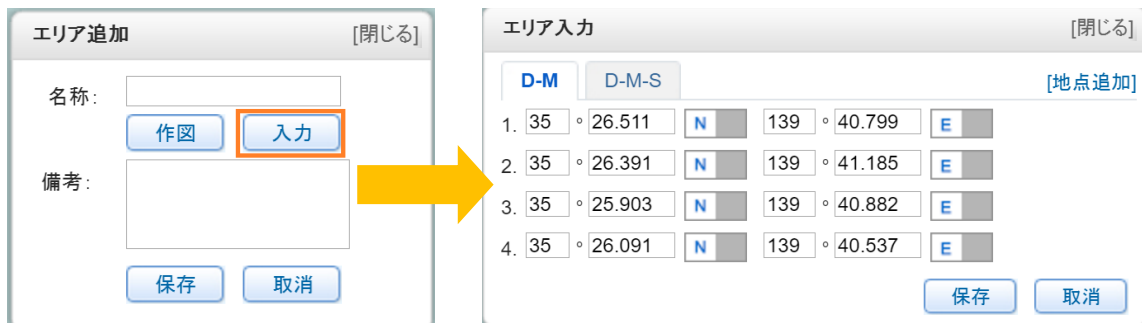 エリア追加 [閉じる]
名称:
作図 入力
備考:
保存 取消
エリア入力 [閉じる]
D-M D-M-S [地点追加]
1. 35 ° 26.511 N 139 ° 40.799 E
2. 35 ° 26.391 N 139 ° 41.185 E
3. 35 ° 25.903 N 139 ° 40.882 E
4. 35 ° 26.091 N 139 ° 40.537 E
保存 取消